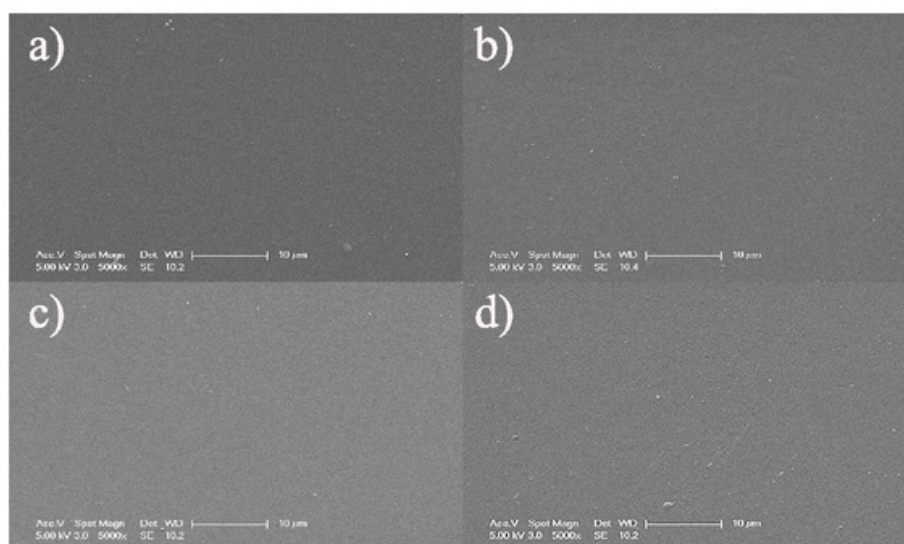 a)
Acc.V Spot Magn Det WD 10 µm
5.00 kV 3.0 5000x SE 10.2
b)
Acc.V Spot Magn Det WD 10 µm
5.00 kV 3.0 5000x SE 10.4
c)
Acc.V Spot Magn Det WD 10 µm
5.00 kV 3.0 5000x SE 10.2
d)
Acc.V Spot Magn Det WD 10 µm
5.00 kV 3.0 5000x SE 10.2